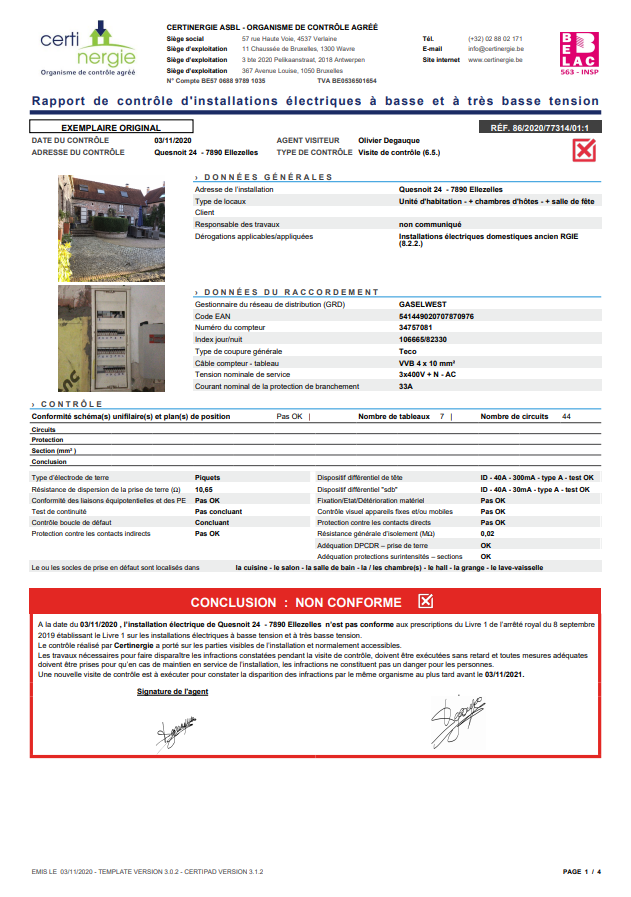 certi
nergie
Organisme de contrôle agréé
CERTINERGIE ASBL - ORGANISME DE CONTRÔLE AGRÉÉ
Siège social 57 rue Haute Voie, 4537 Verlaine Tél. (+32) 02 88 02 171
Siège d'exploitation 11 Chaussée de Bruxelles, 1300 Wavre E-mail info@certinergie.be
Siège d'exploitation 3 bte 2020 Pelikaanstraat, 2018 Antwerpen Site internet www.certinergie.be
Siège d'exploitation 367 Avenue Louise, 1050 Bruxelles
N° Compte BE57 0688 9789 1035 TVA BE0536501654
BE
LAC
563 - INSP
Rapport de contrôle d'installations électriques à basse et à très basse tension
EXEMPLAIRE ORIGINAL RÉF. 86/2020/77314/01:1
DATE DU CONTRÔLE 03/11/2020 AGENT VISITEUR Olivier Degauque
ADRESSE DU CONTRÔLE Quesnoit 24 - 7890 Ellezelles TYPE DE CONTRÔLE Visite de contrôle (6.5.)
› DONNÉES GÉNÉRALES
Adresse de l'installation Quesnoit 24 - 7890 Ellezelles
Type de locaux Unité d'habitation - + chambres d'hôtes - + salle de fête
Client
Responsable des travaux non communiqué
Dérogations applicables/appliquées Installations électriques domestiques ancien RGIE
(8.2.2.)
› DONNÉES DU RACCORDEMENT
Gestionnaire du réseau de distribution (GRD) GASELWEST
Code EAN 541449020707870976
Numéro du compteur 34757081
Index jour/nuit 106665/82330
Type de coupure générale Teco
Câble compteur - tableau VVB 4 x 10 mm²
Tension nominale de service 3x400V + N - AC
Courant nominal de la protection de branchement 33A
› CONTRÔLE
Conformité schéma(s) unifilaire(s) et plan(s) de position Pas OK | Nombre de tableaux 7 | Nombre de circuits 44
Circuits
Protection
Section (mm² )
Conclusion
Type d'électrode de terre Piquets Dispositif différentiel de tête ID - 40A - 300mA - type A - test OK
Résistance de dispersion de la prise de terre (Ω) 10,65 Dispositif différentiel "sdb" ID - 40A - 30mA - type A - test OK
Conformité des liaisons équipotentielles et des PE Pas OK Fixation/Etat/Détérioration matériel Pas OK
Test de continuité Pas concluant Contrôle visuel appareils fixes et/ou mobiles Pas OK
Contrôle boucle de défaut Concluant Protection contre les contacts directs Pas OK
Protection contre les contacts indirects Pas OK Résistance générale d'isolement (MΩ) 0,02
Adéquation DPCDR – prise de terre OK
Adéquation protections surintensités – sections OK
Le ou les socles de prise en défaut sont localisés dans la cuisine - le salon - la salle de bain - la / les chambre(s) - le hall - la grange - le lave-vaisselle
CONCLUSION : NON CONFORME
A la date du 03/11/2020 , l'installation électrique de Quesnoit 24 - 7890 Ellezelles n'est pas conforme aux prescriptions du Livre 1 de l'arrêté royal du 8 septembre
2019 établissant le Livre 1 sur les installations électriques à basse tension et à très basse tension.
Le contrôle réalisé par Certinergie a porté sur les parties visibles de l'installation et normalement accessibles.
Les travaux nécessaires pour faire disparaître les infractions constatées pendant la visite de contrôle, doivent être exécutées sans retard et toutes mesures adéquates
doivent être prises pour qu'en cas de maintien en service de l'installation, les infractions ne constituent pas un danger pour les personnes.
Une nouvelle visite de contrôle est à exécuter pour constater la disparition des infractions par le même organisme au plus tard avant le 03/11/2021.
Signature de l'agent
EMIS LE 03/11/2020 - TEMPLATE VERSION 3.0.2 - CERTIPAD VERSION 3.1.2 PAGE 1 / 4